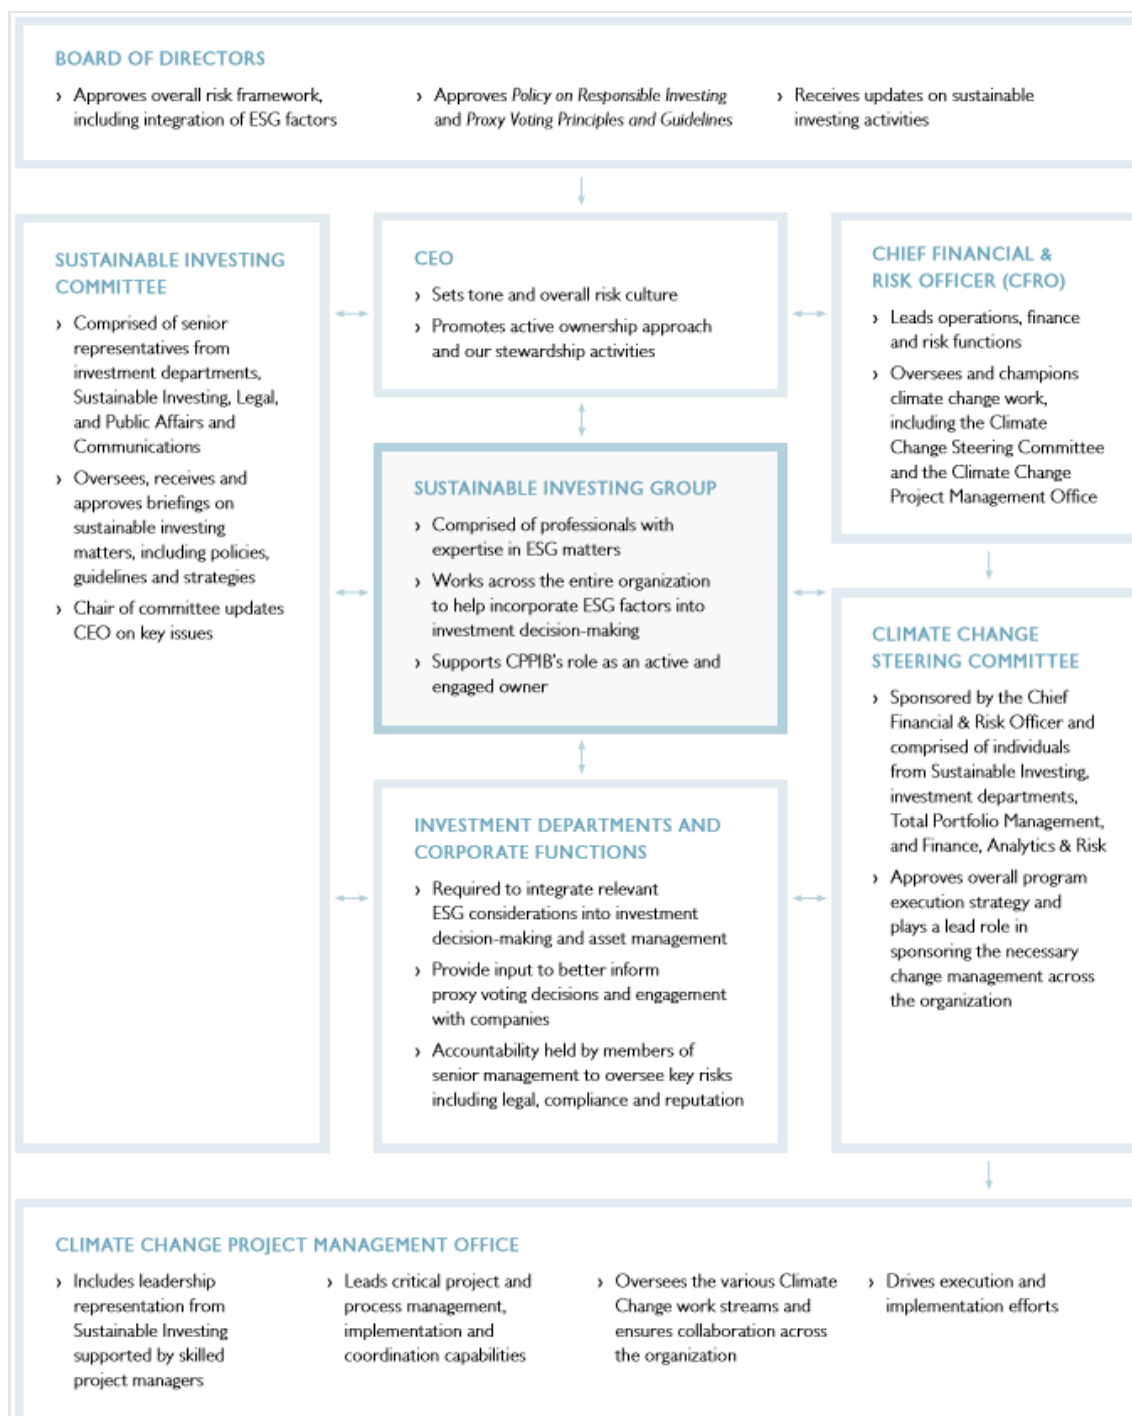 BOARD OF DIRECTORS
› Approves overall risk framework,
including integration of ESG factors
› Approves Policy on Responsible Investing
and Proxy Voting Principles and Guidelines
› Receives updates on sustainable
investing activities
SUSTAINABLE INVESTING
COMMITTEE
› Comprised of senior
representatives from
investment departments,
Sustainable Investing, Legal,
and Public Affairs and
Communications
› Oversees, receives and
approves briefings on
sustainable investing
matters, including policies,
guidelines and strategies
› Chair of committee updates
CEO on key issues
CEO
› Sets tone and overall risk culture
› Promotes active ownership approach
and our stewardship activities
SUSTAINABLE INVESTING GROUP
› Comprised of professionals with
expertise in ESG matters
› Works across the entire organization
to help incorporate ESG factors into
investment decision-making
› Supports CPPIB's role as an active and
engaged owner
INVESTMENT DEPARTMENTS AND
CORPORATE FUNCTIONS
› Required to integrate relevant
ESG considerations into investment
decision-making and asset management
› Provide input to better inform
proxy voting decisions and engagement
with companies
› Accountability held by members of
senior management to oversee key risks
including legal, compliance and reputation
CHIEF FINANCIAL &
RISK OFFICER (CFRO)
› Leads operations, finance
and risk functions
› Oversees and champions
climate change work,
including the Climate
Change Steering Committee
and the Climate Change
Project Management Office
CLIMATE CHANGE
STEERING COMMITTEE
› Sponsored by the Chief
Financial & Risk Officer and
comprised of individuals
from Sustainable Investing,
investment departments,
Total Portfolio Management,
and Finance, Analytics & Risk
› Approves overall program
execution strategy and
plays a lead role in
sponsoring the necessary
change management across
the organization
CLIMATE CHANGE PROJECT MANAGEMENT OFFICE
› Includes leadership
representation from
Sustainable Investing
supported by skilled
project managers
› Leads critical project and
process management,
implementation and
coordination capabilities
› Oversees the various Climate
Change work streams and
ensures collaboration across
the organization
› Drives execution and
implementation efforts